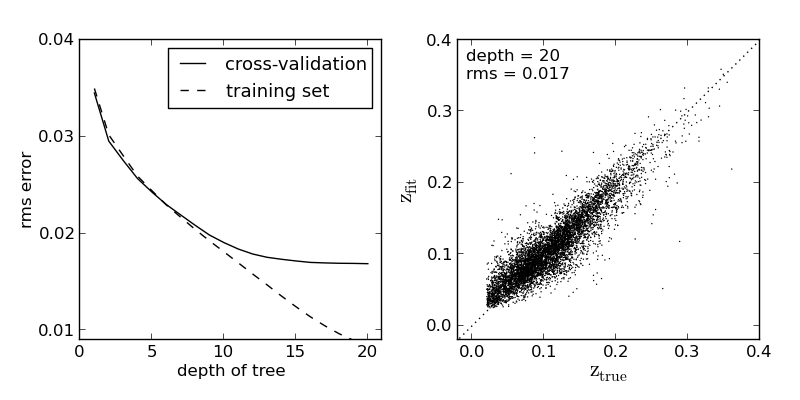 0.04
0.03
0.02
0.01
rms error
0 5 10 15 20
depth of tree
cross-validation
training set
0.4
0.3
0.2
0.1
0.0
z_fit
0.0 0.1 0.2 0.3 0.4
z_true
depth = 20
rms = 0.017